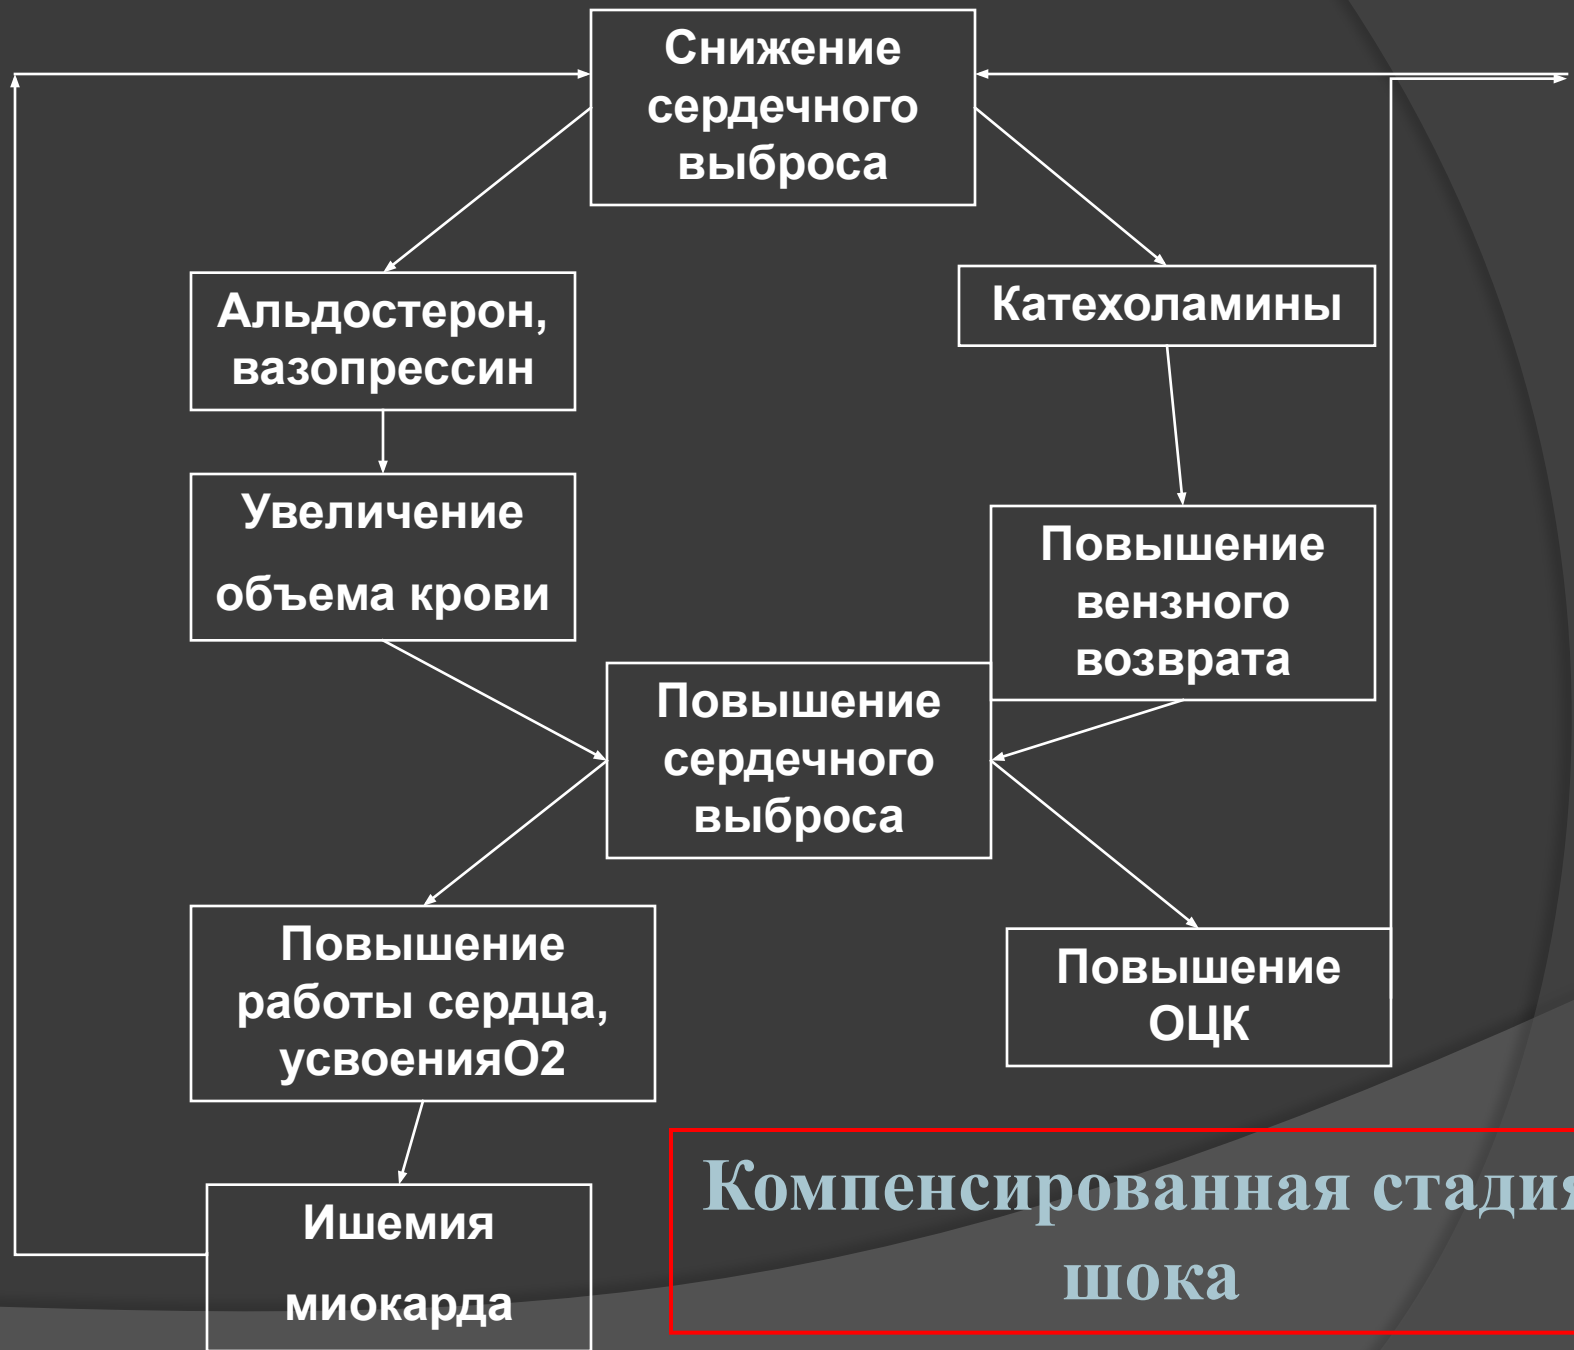 Снижение
сердечного
выброса
Альдостерон,
вазопрессин
Катехоламины
Увеличение
объема крови
Повышение
вензного
возврата
Повышение
сердечного
выброса
Повышение
работы сердца,
усвоенияО2
Повышение
ОЦК
Ишемия
миокарда
Компенсированная стадия
шока